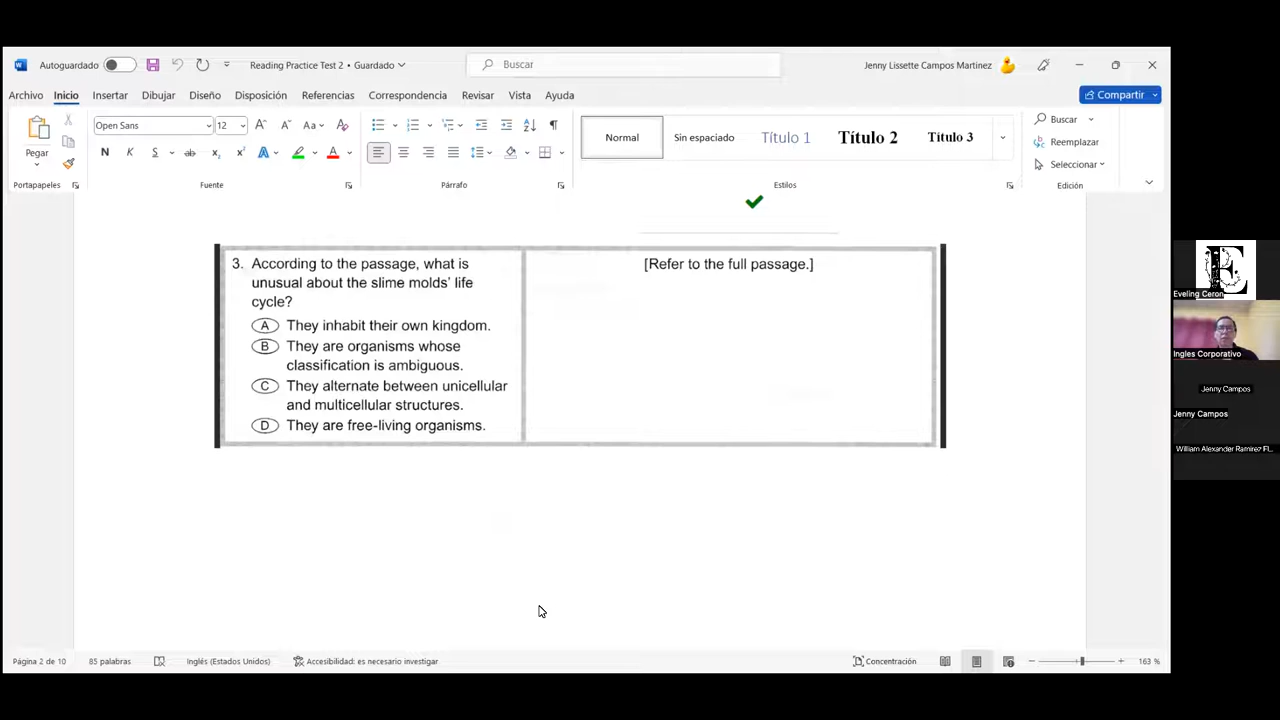 Autoguardado
Reading Practice Test 2 • Guardado
Buscar
Jenny Lissette Campos Martinez
Archivo Inicio Insertar Dibujar Diseño Disposición Referencias Correspondencia Revisar Vista Ayuda
Compartir
Open Sans 12
Normal
Sin espaciado
Título 1
Título 2
Título 3
Buscar
Reemplazar
Seleccionar
Pegar
Portapapeles
Fuente
Párrafo
Estilos
Edición
3. According to the passage, what is
unusual about the slime molds' life
cycle?
A They inhabit their own kingdom.
B They are organisms whose
classification is ambiguous.
C They alternate between unicellular
and multicellular structures.
D They are free-living organisms.
[Refer to the full passage.]
Eveling Ceron
Ingles Corporativo
Jenny Campos
Jenny Campos
William Alexander Ramirez Fl...
Página 2 de 10
85 palabras
Inglés (Estados Unidos)
Accesibilidad: es necesario investigar
Concentración
163 %